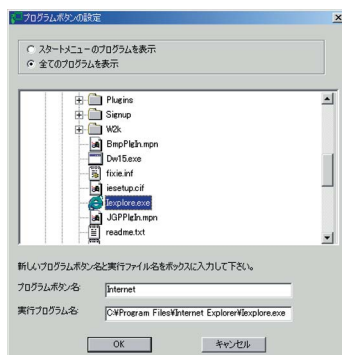 プログラムボタンの設定
スタートメニューのプログラムを表示
全てのプログラムを表示
Plugins
Signup
W2k
BmpPlgIn.mpn
Dw15.exe
fixie.inf
iesetup.cif
Iexplore.exe
JGPPlgIn.mpn
readme.txt
新しいプログラムボタン名と実行ファイル名をボックスに入力して下さい。
プログラムボタン名:
Internet
実行プログラム名:
C:¥Program Files¥Internet Explorer¥Iexplore.exe
OK
キャンセル